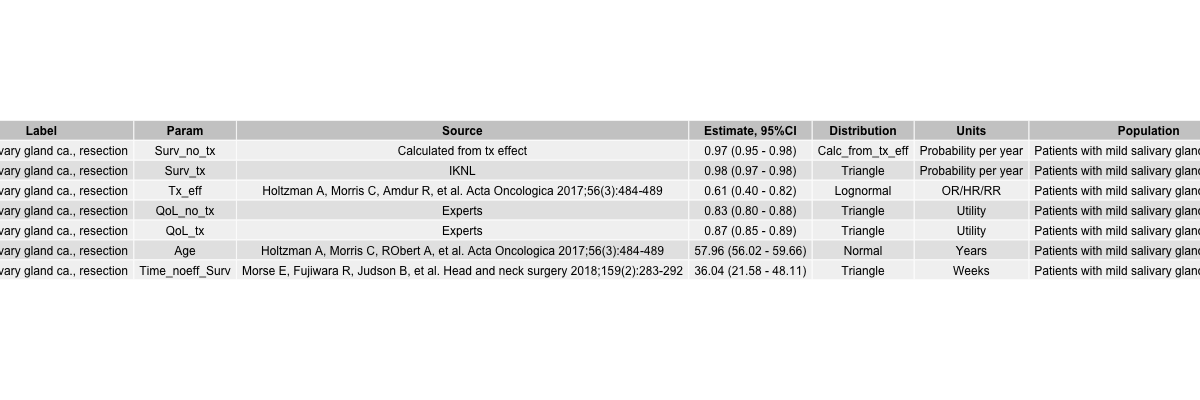 Label Param Source Estimate, 95%CI Distribution Units Population
vary gland ca., resection Surv_no_tx Calculated from tx effect 0.97 (0.95 - 0.98) Calc_from_tx_eff Probability per year Patients with mild salivary gland
vary gland ca., resection Surv_tx IKNL 0.98 (0.97 - 0.98) Triangle Probability per year Patients with mild salivary gland
vary gland ca., resection Tx_eff Holtzman A, Morris C, Amdur R, et al. Acta Oncologica 2017;56(3):484-489 0.61 (0.40 - 0.82) Lognormal OR/HR/RR Patients with mild salivary gland
vary gland ca., resection QoL_no_tx Experts 0.83 (0.80 - 0.88) Triangle Utility Patients with mild salivary gland
vary gland ca., resection QoL_tx Experts 0.87 (0.85 - 0.89) Triangle Utility Patients with mild salivary gland
vary gland ca., resection Age Holtzman A, Morris C, RObert A, et al. Acta Oncologica 2017;56(3):484-489 57.96 (56.02 - 59.66) Normal Years Patients with mild salivary gland
vary gland ca., resection Time_noeff_Surv Morse E, Fujiwara R, Judson B, et al. Head and neck surgery 2018;159(2):283-292 36.04 (21.58 - 48.11) Triangle Weeks Patients with mild salivary gland